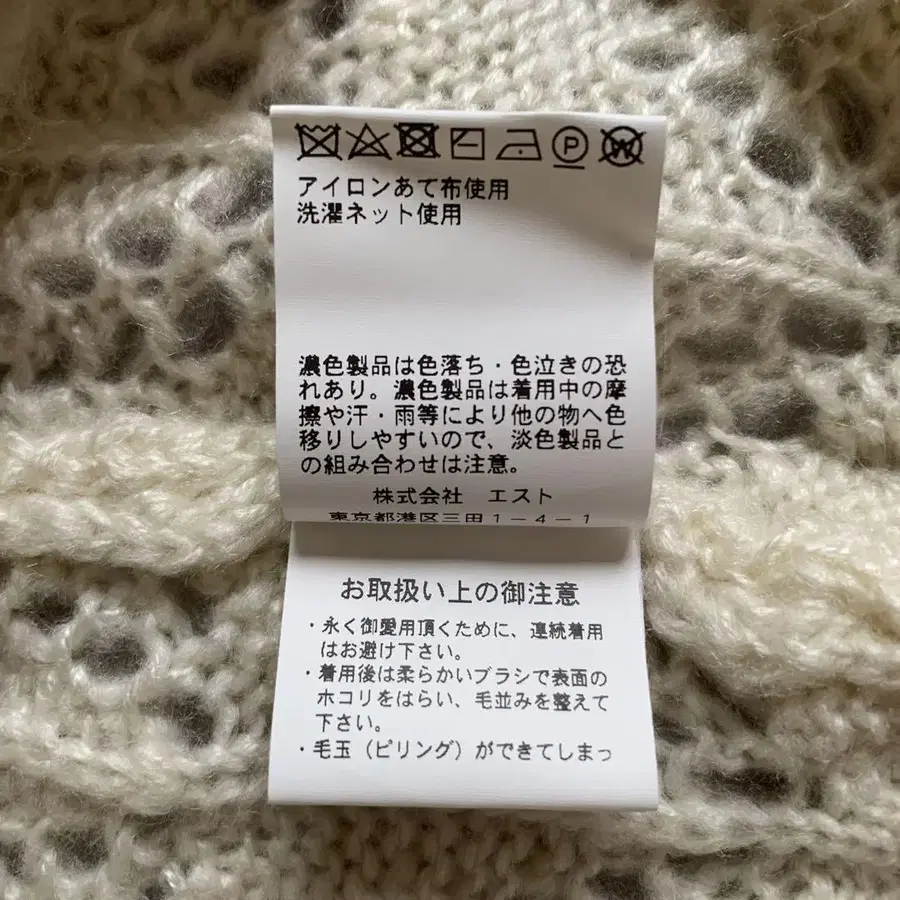 P W
アイロンあて布使用
洗濯ネット使用
濃色製品は色落ち・色泣きの恐
れあり。濃色製品は着用中の摩
擦や汗・雨等により他の物へ色
移りしやすいので、淡色製品と
の組み合わせは注意。
株式会社 エスト
東京都港区三田1-4-1
お取扱い上の御注意
・永く御愛用頂くために、連続着用
はお避け下さい。
・着用後は柔らかいブラシで表面の
ホコリをはらい、毛並みを整えて
下さい。
・毛玉（ピリング）ができてしまっ